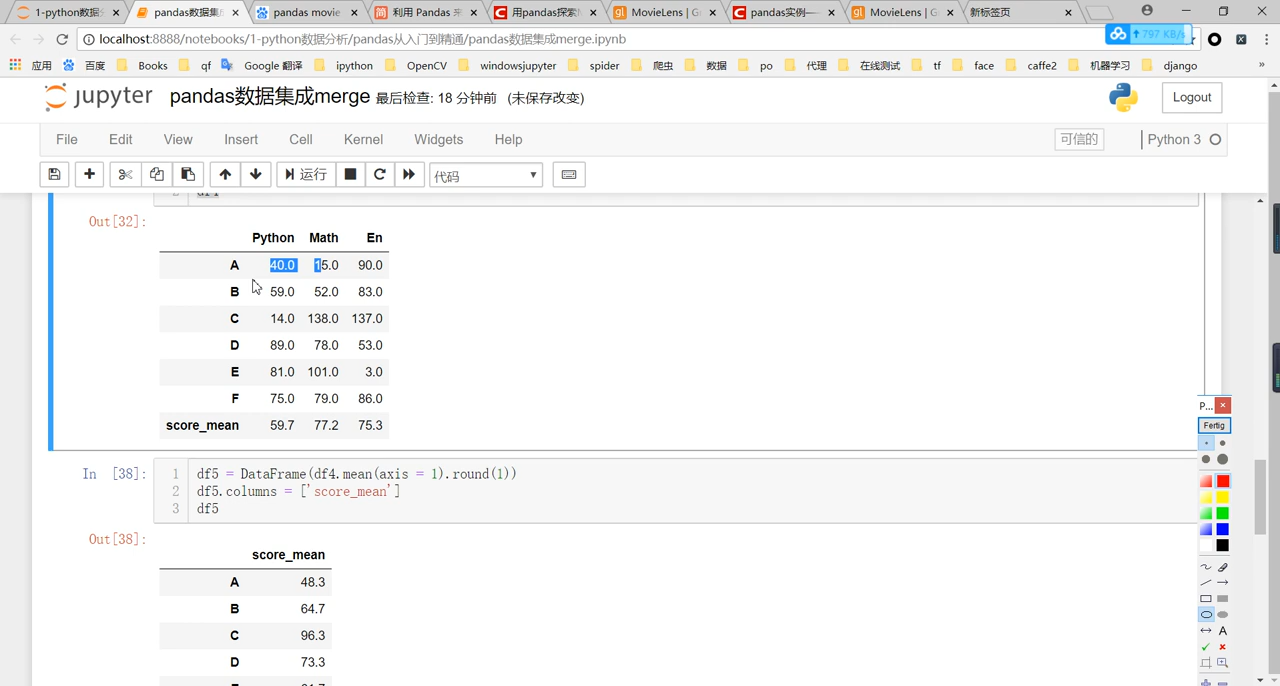 1-python数据分 pandas数据集成 pandas movie 利用 Pandas 来 用pandas探索 MovieLens | G pandas实例— MovieLens | G 新标签页
localhost:8888/notebooks/1-python数据分析/pandas从入门到精通/pandas数据集成merge.ipynb
797 KB/s
应用 百度 Books qf Google 翻译 ipython OpenCV windowsjupyter spider 爬虫 数据 po 代理 在线测试 tf face caffe2 机器学习 django »
jupyter pandas数据集成merge 最后检查: 18 分钟前 (未保存改变) Logout
File Edit View Insert Cell Kernel Widgets Help 可信的 Python 3
运行 代码
2 df4
Out[32]:
Python Math En
A 40.0 15.0 90.0
B 59.0 52.0 83.0
C 14.0 138.0 137.0
D 89.0 78.0 53.0
E 81.0 101.0 3.0
F 75.0 79.0 86.0
score_mean 59.7 77.2 75.3
P...
Fertig
In [38]: 1 df5 = DataFrame(df4.mean(axis = 1).round(1))
2 df5.columns = ['score_mean']
3 df5
Out[38]:
score_mean
A 48.3
B 64.7
C 96.3
D 73.3
A